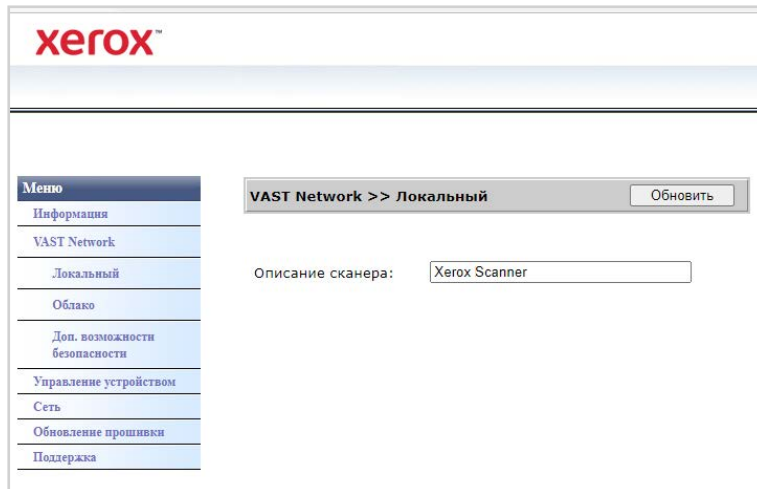 xerox™
Меню
Информация
VAST Network
Локальный
Облако
Доп. возможности
безопасности
Управление устройством
Сеть
Обновление прошивки
Поддержка
VAST Network >> Локальный
Обновить
Описание сканера:
Xerox Scanner